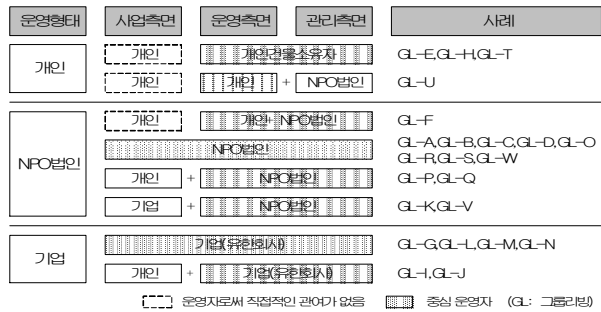 운영형태 사업측면 운영측면 관리측면 사례
개인 개인 개인건물소유자 GL-E,GL-H,GL-T
개인 개인 + NPO법인 GL-U
NPO법인 개인 개인+ NPO법인 GL-F
NPO법인 GL-A,GL-B,GL-C,GL-D,GL-O
GL-R,GL-S,GL-W
개인 + NPO법인 GL-P,GL-Q
기업 + NPO법인 GL-K,GL-V
기업 기업(유한회사) GL-G,GL-L,GL-M,GL-N
개인 + 기업(유한회사) GL-I,GL-J
운영자로써 직접적인 관여가 없음 중심 운영자 (GL: 그룹리빙)